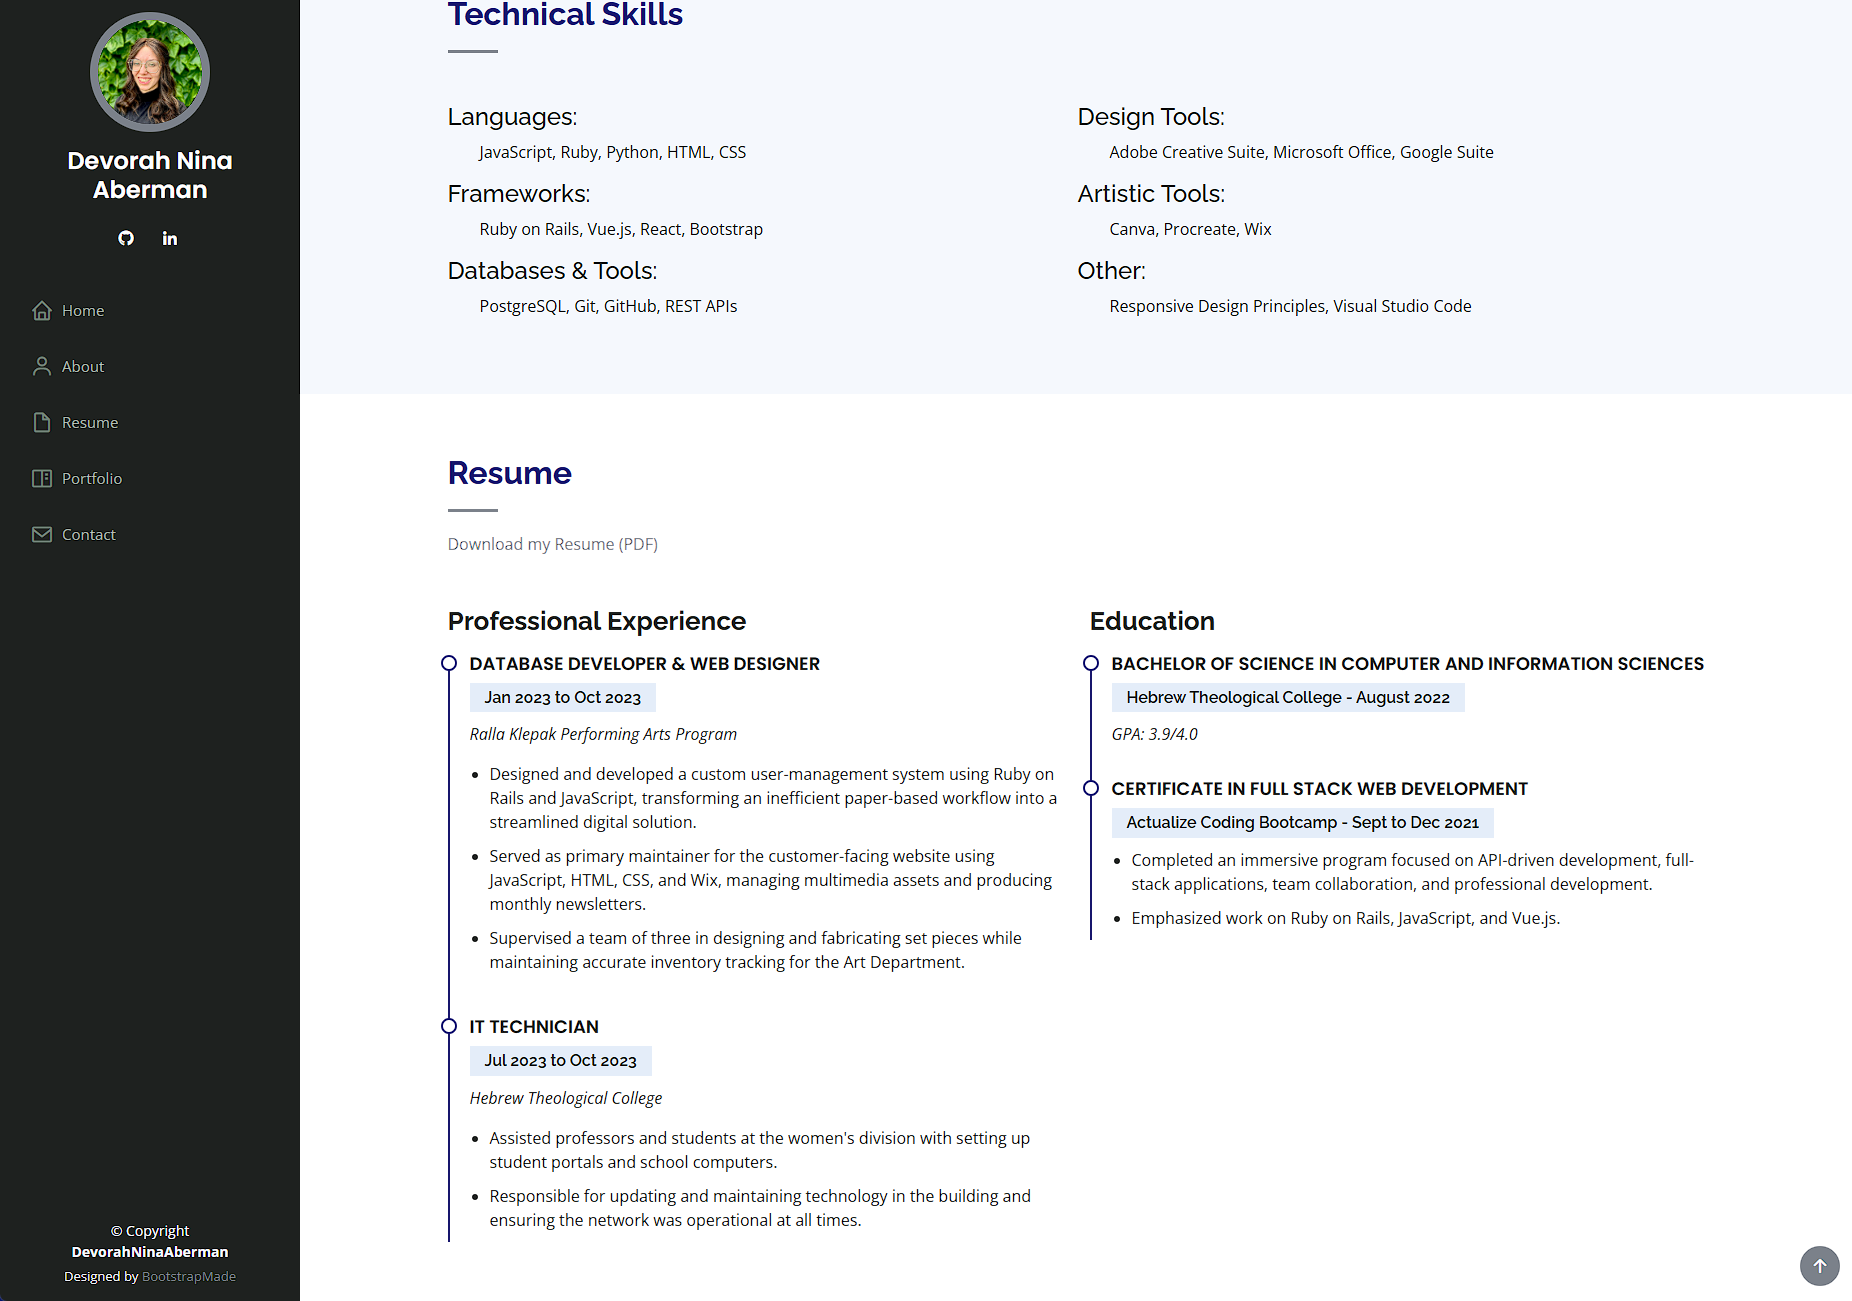 Devorah Nina
Aberman
Home
About
Resume
Portfolio
Contact
© Copyright
DevorahNinaAberman
Designed by BootstrapMade
Technical Skills
Languages:
JavaScript, Ruby, Python, HTML, CSS
Frameworks:
Ruby on Rails, Vue.js, React, Bootstrap
Databases & Tools:
PostgreSQL, Git, GitHub, REST APIs
Design Tools:
Adobe Creative Suite, Microsoft Office, Google Suite
Artistic Tools:
Canva, Procreate, Wix
Other:
Responsive Design Principles, Visual Studio Code
Resume
Download my Resume (PDF)
Professional Experience
DATABASE DEVELOPER & WEB DESIGNER
Jan 2023 to Oct 2023
Ralla Klepak Performing Arts Program
• Designed and developed a custom user-management system using Ruby on
Rails and JavaScript, transforming an inefficient paper-based workflow into a
streamlined digital solution.
• Served as primary maintainer for the customer-facing website using
JavaScript, HTML, CSS, and Wix, managing multimedia assets and producing
monthly newsletters.
• Supervised a team of three in designing and fabricating set pieces while
maintaining accurate inventory tracking for the Art Department.
IT TECHNICIAN
Jul 2023 to Oct 2023
Hebrew Theological College
• Assisted professors and students at the women's division with setting up
student portals and school computers.
• Responsible for updating and maintaining technology in the building and
ensuring the network was operational at all times.
Education
BACHELOR OF SCIENCE IN COMPUTER AND INFORMATION SCIENCES
Hebrew Theological College - August 2022
GPA: 3.9/4.0
CERTIFICATE IN FULL STACK WEB DEVELOPMENT
Actualize Coding Bootcamp - Sept to Dec 2021
• Completed an immersive program focused on API-driven development, full-
stack applications, team collaboration, and professional development.
• Emphasized work on Ruby on Rails, JavaScript, and Vue.js.